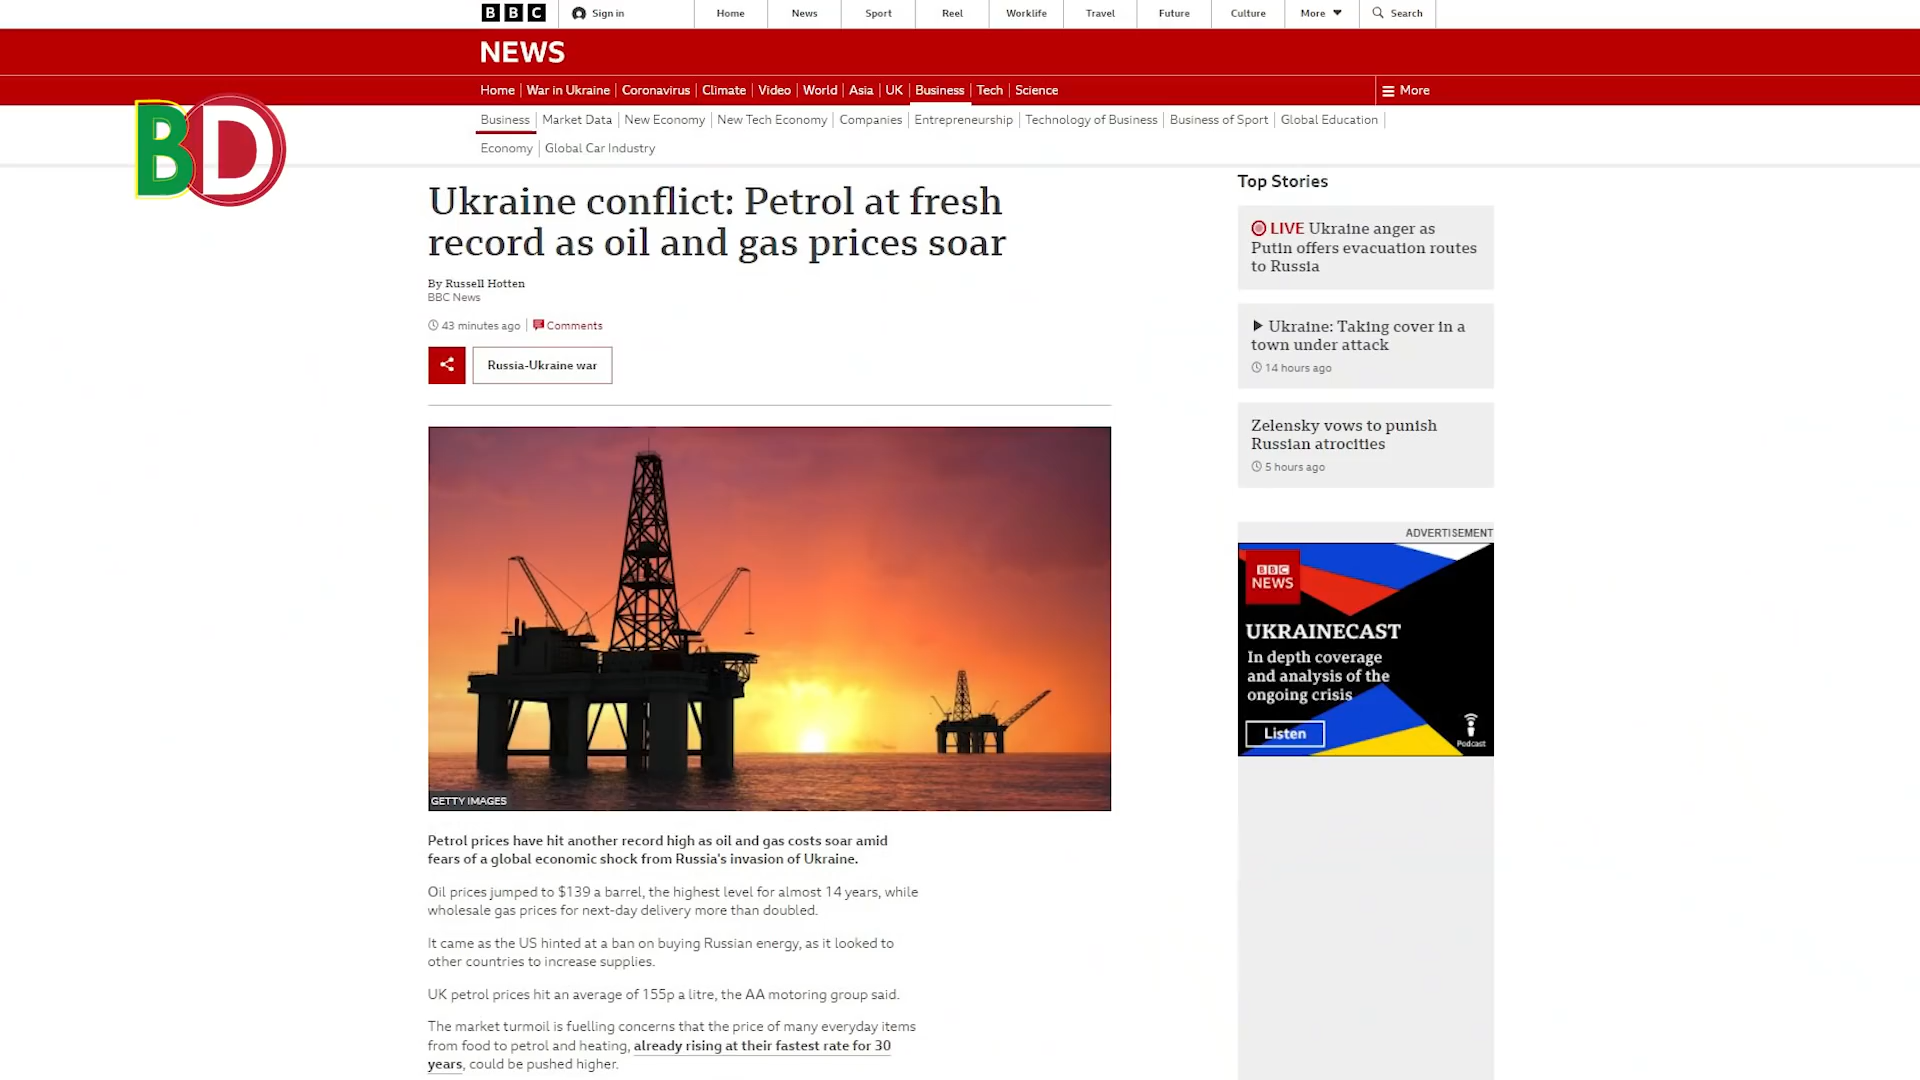 BBC
Sign in
Home
News
Sport
Reel
Worklife
Travel
Future
Culture
More
Search
NEWS
Home
War in Ukraine
Coronavirus
Climate
Video
World
Asia
UK
Business
Tech
Science
More
BD
Business
Market Data
New Economy
New Tech Economy
Companies
Entrepreneurship
Technology of Business
Business of Sport
Global Education
Economy
Global Car Industry
Ukraine conflict: Petrol at fresh
record as oil and gas prices soar
By Russell Hotten
BBC News
43 minutes ago
Comments
Russia-Ukraine war
GETTY IMAGES
Petrol prices have hit another record high as oil and gas costs soar amid
fears of a global economic shock from Russia's invasion of Ukraine.
Oil prices jumped to $139 a barrel, the highest level for almost 14 years, while
wholesale gas prices for next-day delivery more than doubled.
It came as the US hinted at a ban on buying Russian energy, as it looked to
other countries to increase supplies.
UK petrol prices hit an average of 155p a litre, the AA motoring group said.
The market turmoil is fuelling concerns that the price of many everyday items
from food to petrol and heating, already rising at their fastest rate for 30
years, could be pushed higher.
Top Stories
LIVE Ukraine anger as
Putin offers evacuation routes
to Russia
Ukraine: Taking cover in a
town under attack
14 hours ago
Zelensky vows to punish
Russian atrocities
5 hours ago
ADVERTISEMENT
BBC
NEWS
UKRAINECAST
In depth coverage
and analysis of the
ongoing crisis
Listen
Podcast